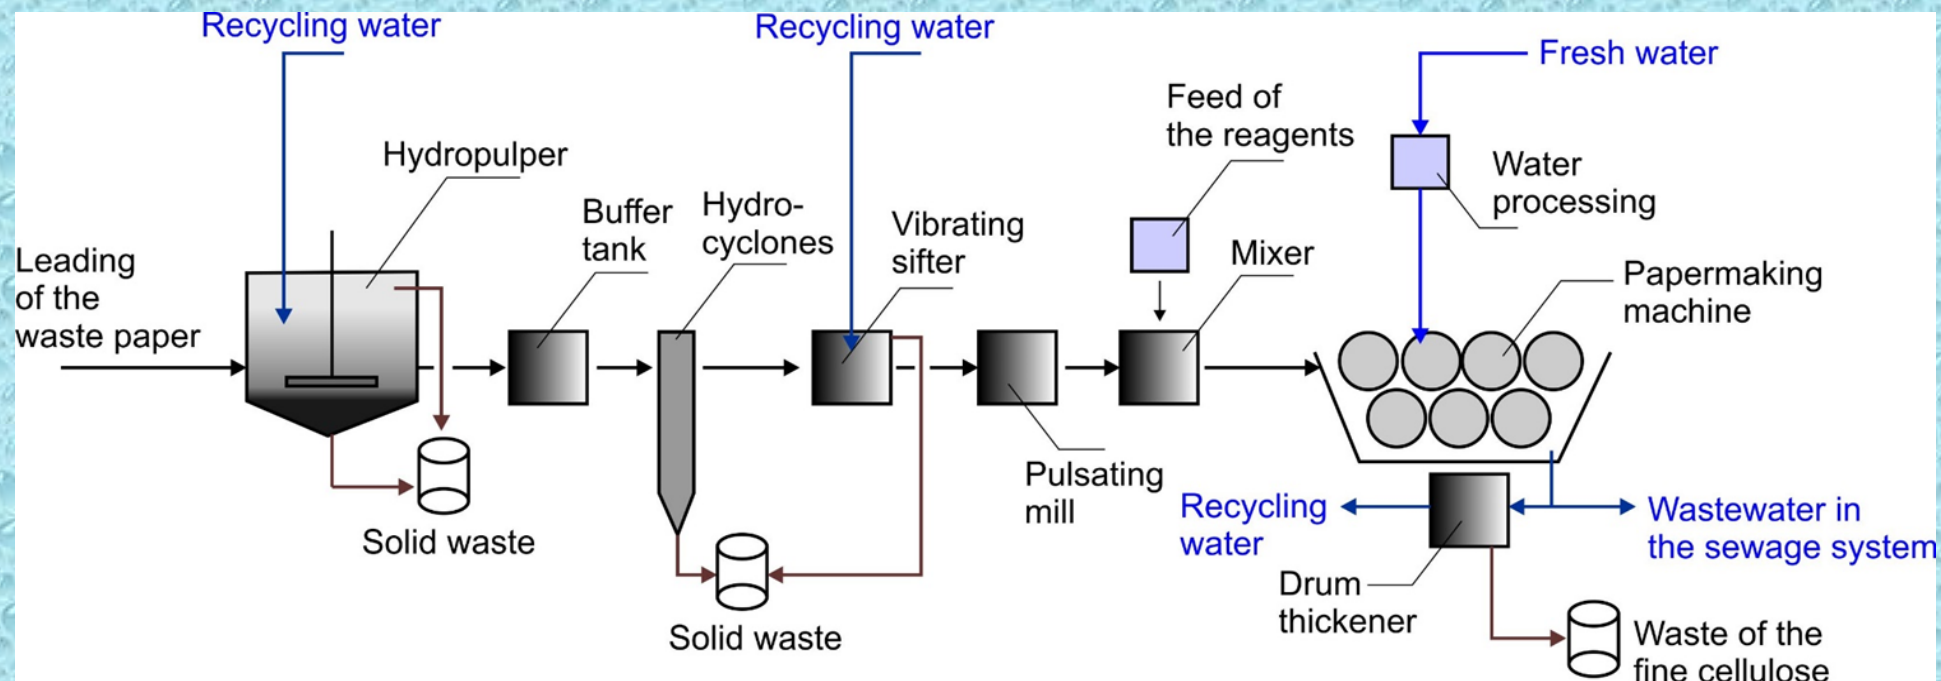 Recycling water
Recycling water
Fresh water
Feed of
the reagents
Hydropulper
Water
processing
Buffer
tank
Hydro-
cyclones
Vibrating
sifter
Mixer
Leading
of the
waste paper
Papermaking
machine
Pulsating
mill
Recycling
water
Wastewater in
the sewage system
Solid waste
Drum
thickener
Solid waste
Waste of the
fine cellulose